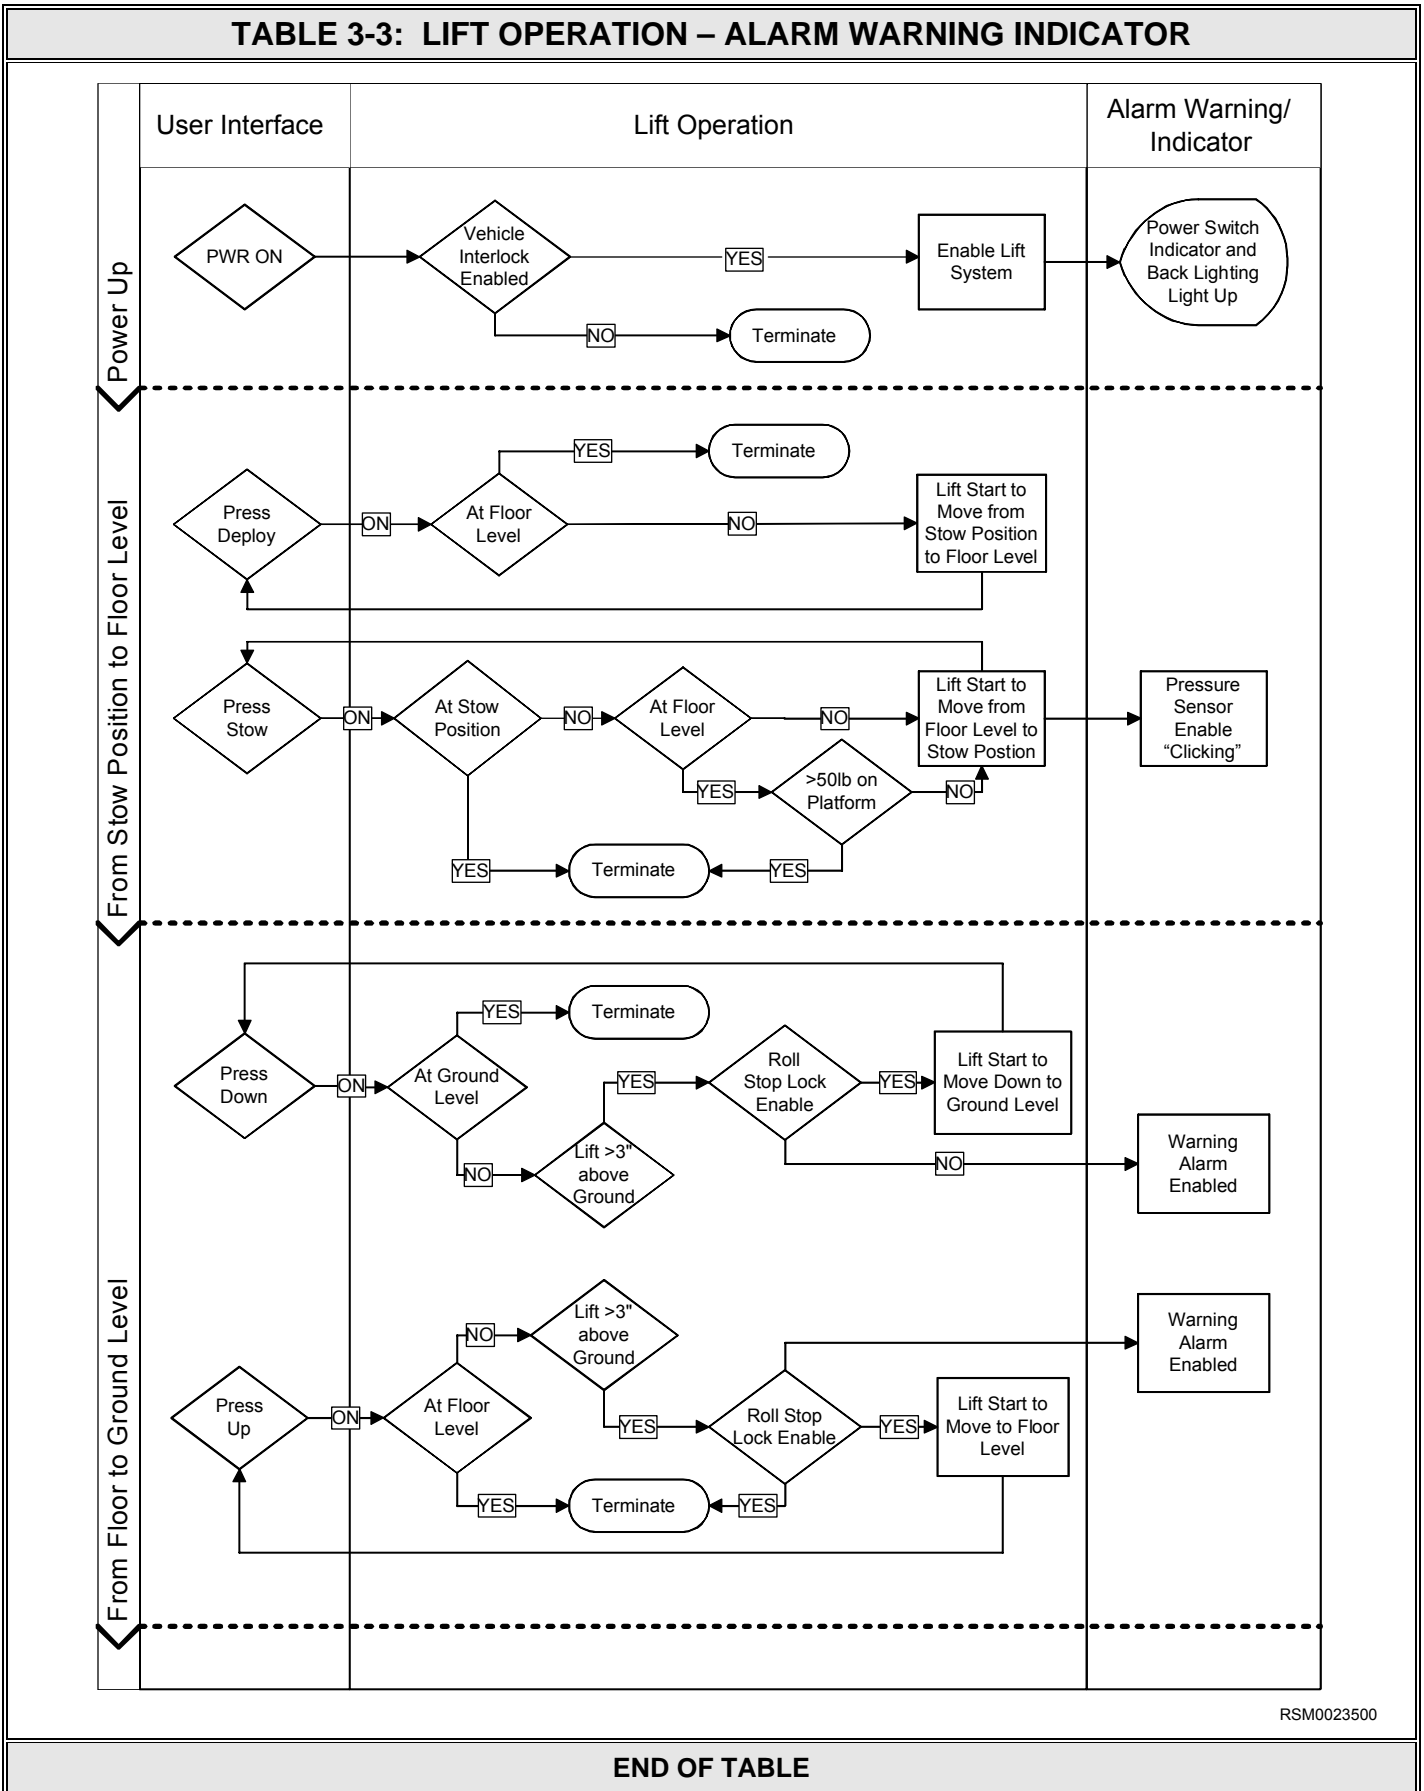 TABLE 3-3: LIFT OPERATION – ALARM WARNING INDICATOR
User Interface
Lift Operation
Alarm Warning/
Indicator
Power Up
PWR ON
Vehicle
Interlock
Enabled
YES
Enable Lift
System
Power Switch
Indicator and
Back Lighting
Light Up
NO
Terminate
From Stow Position to Floor Level
YES
Terminate
Press
Deploy
ON
At Floor
Level
NO
Lift Start to
Move from
Stow Position
to Floor Level
Press
Stow
ON
At Stow
Position
NO
At Floor
Level
NO
Lift Start to
Move from
Floor Level to
Stow Postion
Pressure
Sensor
Enable
“Clicking”
YES
>50lb on
Platform
NO
YES
Terminate
YES
From Floor to Ground Level
YES
Terminate
Press
Down
ON
At Ground
Level
YES
Roll
Stop Lock
Enable
YES
Lift Start to
Move Down to
Ground Level
NO
Lift >3"
above
Ground
NO
Warning
Alarm
Enabled
NO
Lift >3"
above
Ground
Warning
Alarm
Enabled
Press
Up
ON
At Floor
Level
YES
Roll Stop
Lock Enable
YES
Lift Start to
Move to Floor
Level
YES
Terminate
YES
RSM0023500
END OF TABLE